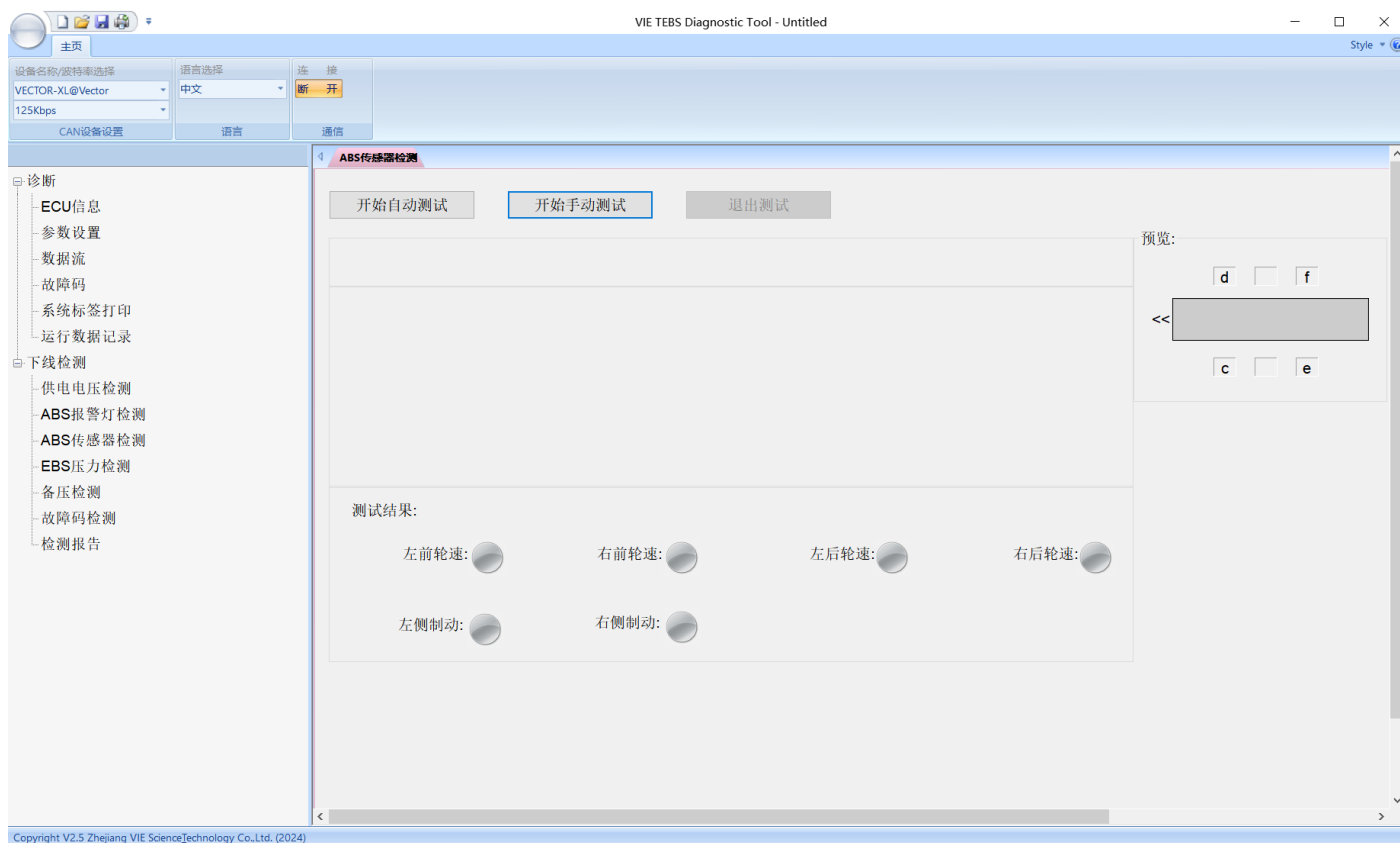 VIE TEBS Diagnostic Tool - Untitled
主页
Style
设备名称/波特率选择
语言选择
连 接
VECTOR-XL@Vector
中文
断 开
125Kbps
CAN设备设置
语言
通信
ABS传感器检测
诊断
ECU信息
参数设置
数据流
故障码
系统标签打印
运行数据记录
下线检测
供电电压检测
ABS报警灯检测
ABS传感器检测
EBS压力检测
备压检测
故障码检测
检测报告
开始自动测试
开始手动测试
退出测试
预览:
d
f
<<
c
e
测试结果:
左前轮速:
右前轮速:
左后轮速:
右后轮速:
左侧制动:
右侧制动:
Copyright V2.5 Zhejiang VIE ScienceTechnology Co.,Ltd. (2024)